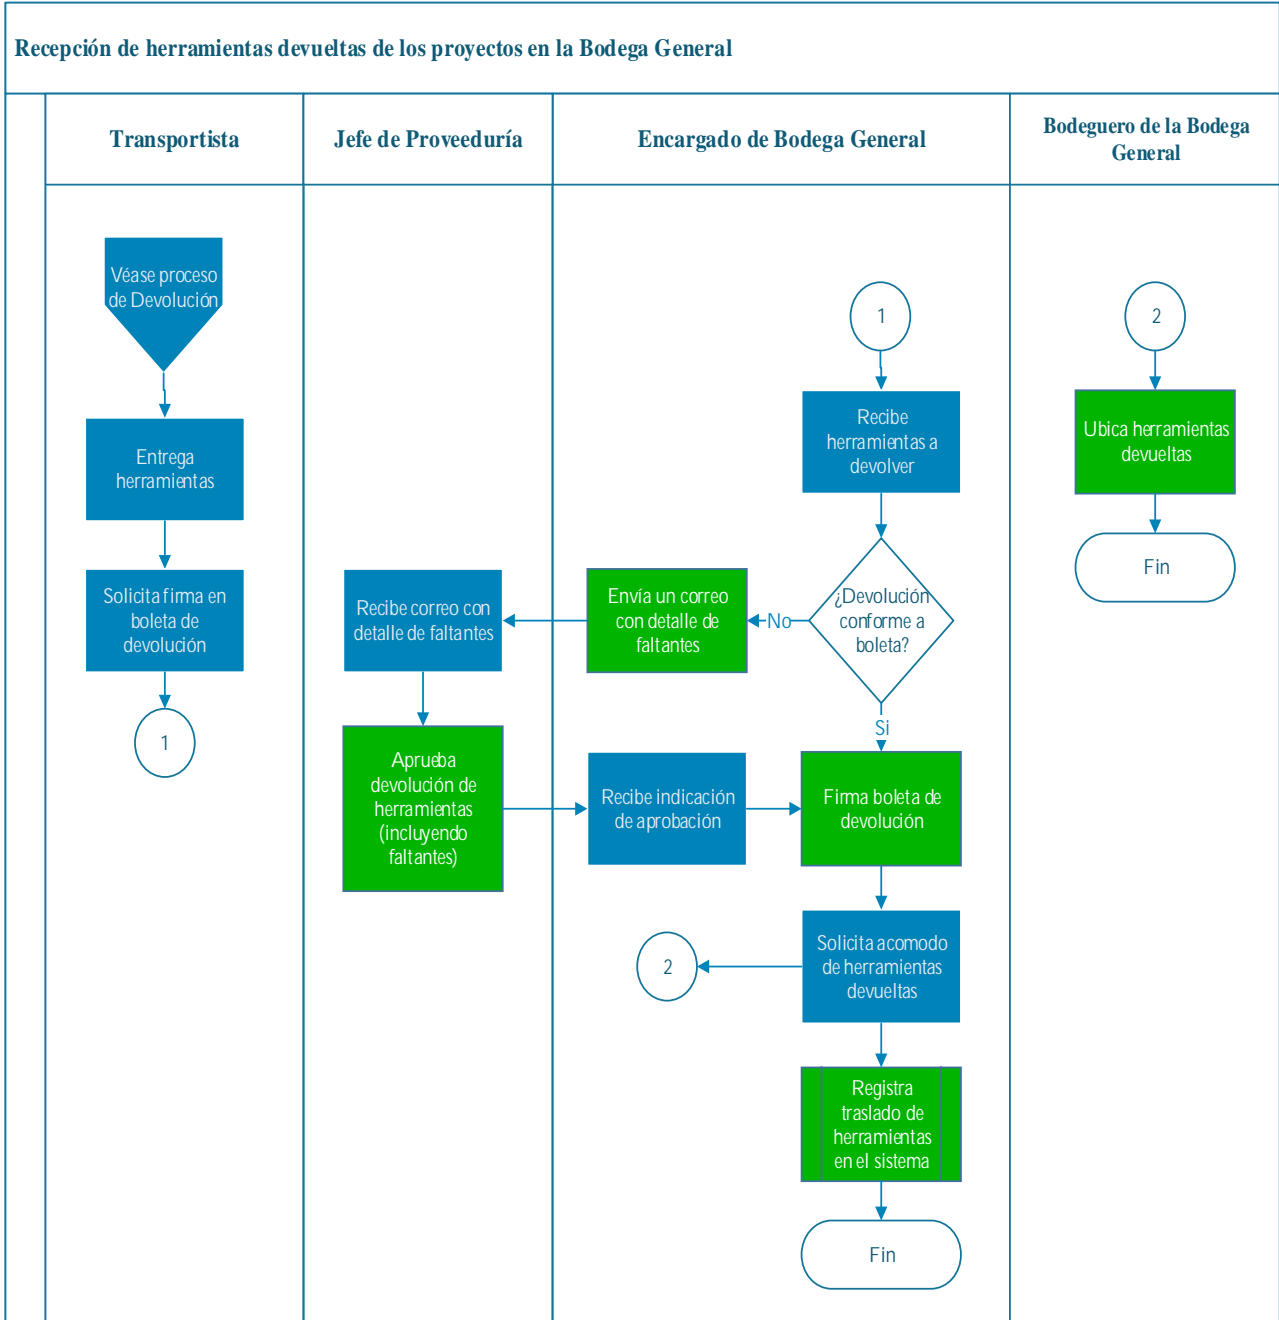 Recepción de herramientas devueltas de los proyectos en la Bodega General
Transportista
Jefe de Proveeduría
Encargado de Bodega General
Bodeguero de la Bodega
General
Véase proceso
de Devolución
Entrega
herramientas
Solicita firma en
boleta de
devolución
1
Recibe correo con
detalle de faltantes
Aprueba
devolución de
herramientas
(incluyendo
faltantes)
1
Recibe
herramientas a
devolver
¿Devolución
conforme a
boleta?
No
Envía un correo
con detalle de
faltantes
Si
Recibe indicación
de aprobación
Firma boleta de
devolución
Solicita acomodo
de herramientas
devueltas
2
Registra
traslado de
herramientas
en el sistema
Fin
2
Ubica herramientas
devueltas
Fin